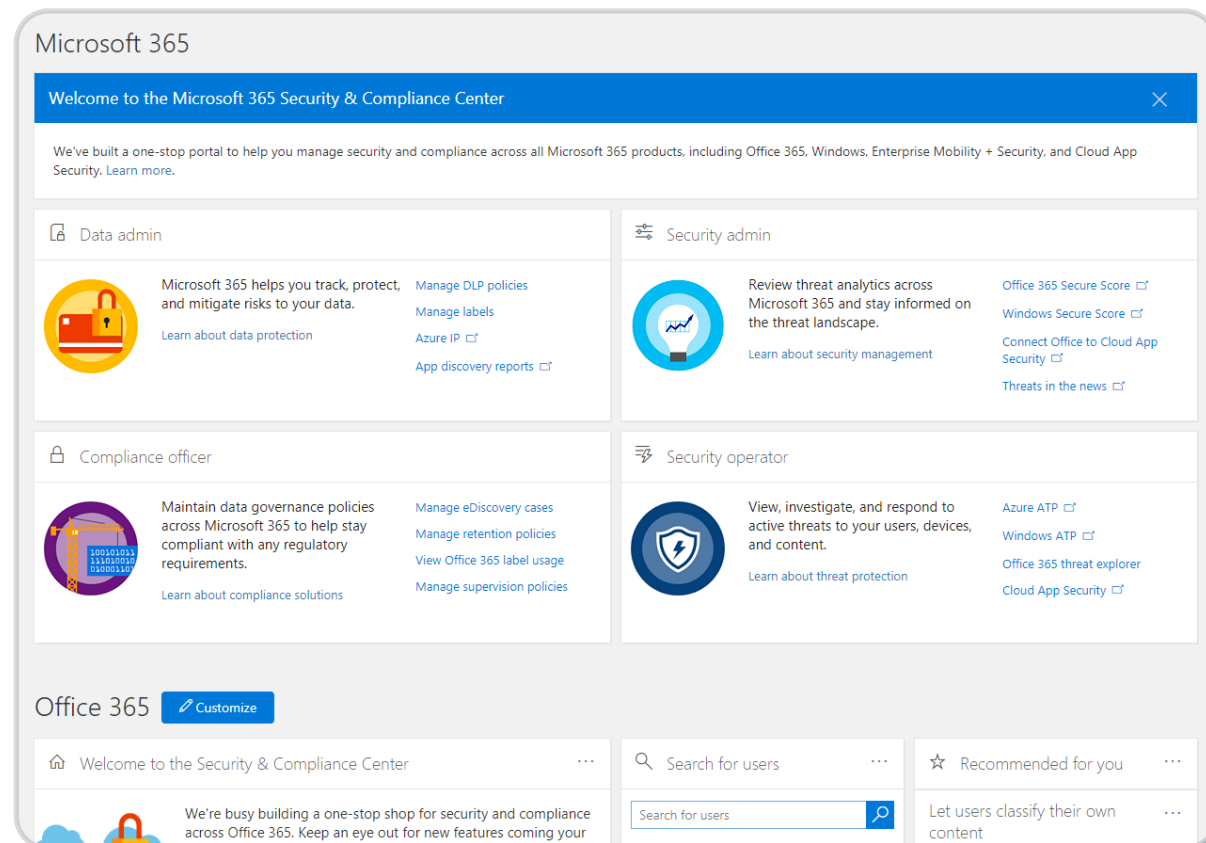 Microsoft 365
Welcome to the Microsoft 365 Security & Compliance Center
We've built a one-stop portal to help you manage security and compliance across all Microsoft 365 products, including Office 365, Windows, Enterprise Mobility + Security, and Cloud App
Security. Learn more.
Data admin
Microsoft 365 helps you track, protect,
and mitigate risks to your data.
Learn about data protection
Manage DLP policies
Manage labels
Azure IP
App discovery reports
Security admin
Review threat analytics across
Microsoft 365 and stay informed on
the threat landscape.
Learn about security management
Office 365 Secure Score
Windows Secure Score
Connect Office to Cloud App
Security
Threats in the news
Compliance officer
100101011
111010010
010001101
Maintain data governance policies
across Microsoft 365 to help stay
compliant with any regulatory
requirements.
Learn about compliance solutions
Manage eDiscovery cases
Manage retention policies
View Office 365 label usage
Manage supervision policies
Security operator
View, investigate, and respond to
active threats to your users, devices,
and content.
Learn about threat protection
Azure ATP
Windows ATP
Office 365 threat explorer
Cloud App Security
Office 365
Customize
Welcome to the Security & Compliance Center
We're busy building a one-stop shop for security and compliance
across Office 365. Keep an eye out for new features coming your
Search for users
Search for users
Recommended for you
Let users classify their own
content